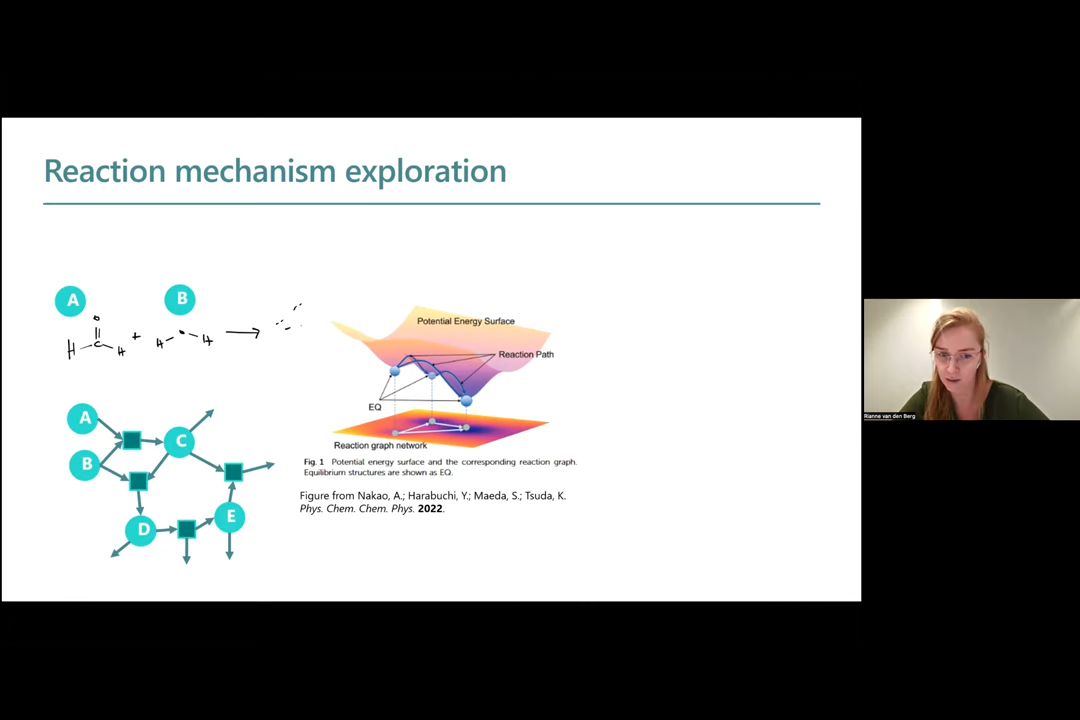 Reaction mechanism exploration
A
B
O
H C H + H H
A
B
C
D
E
Potential Energy Surface
Reaction Path
EQ
Reaction graph network
Fig. 1 Potential energy surface and the corresponding reaction graph.
Equilibrium structures are shown as EQ.
Figure from Nakao, A.; Harabuchi, Y.; Maeda, S.; Tsuda, K.
Phys. Chem. Chem. Phys. 2022.
Rianne van den Berg